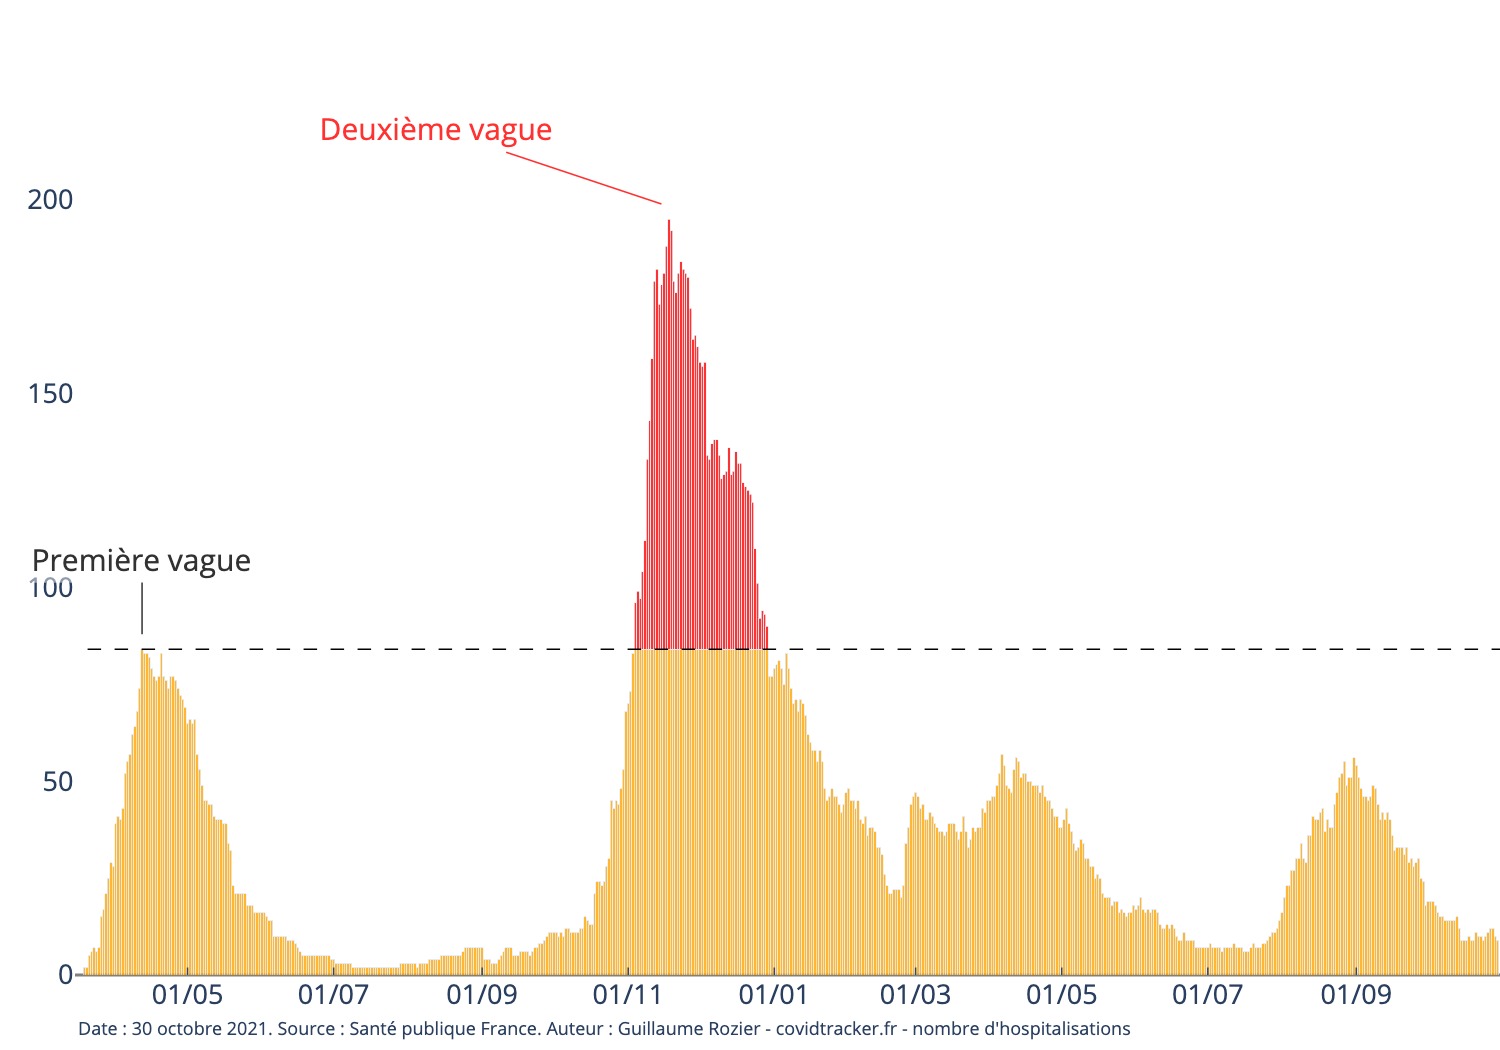 Deuxième vague
200
150
Première vague
100
50
0
01/05 01/07 01/09 01/11 01/01 01/03 01/05 01/07 01/09
Date : 30 octobre 2021. Source : Santé publique France. Auteur : Guillaume Rozier - covidtracker.fr - nombre d'hospitalisations